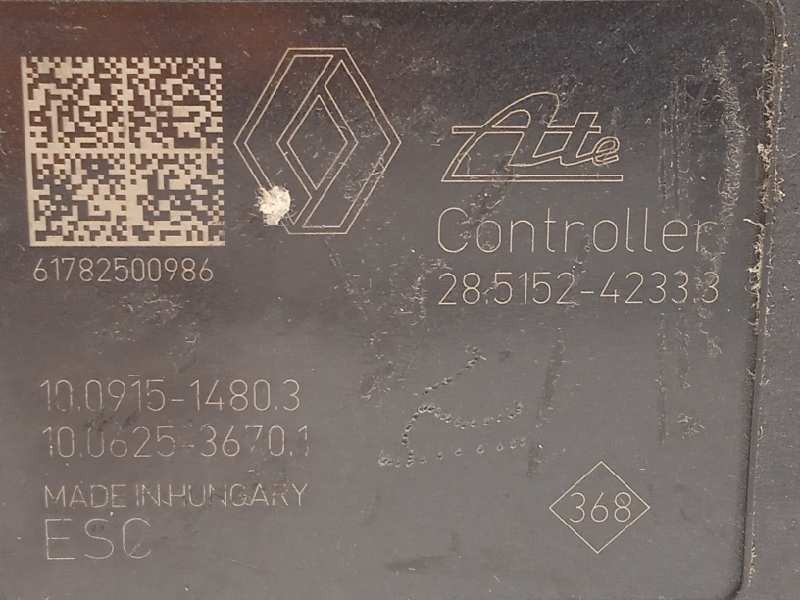 61782500986
Ate
Controller
28.5152-4233.3
10.0915-1480.3
10.0625-3670.1
MADE IN HUNGARY
ESC
368